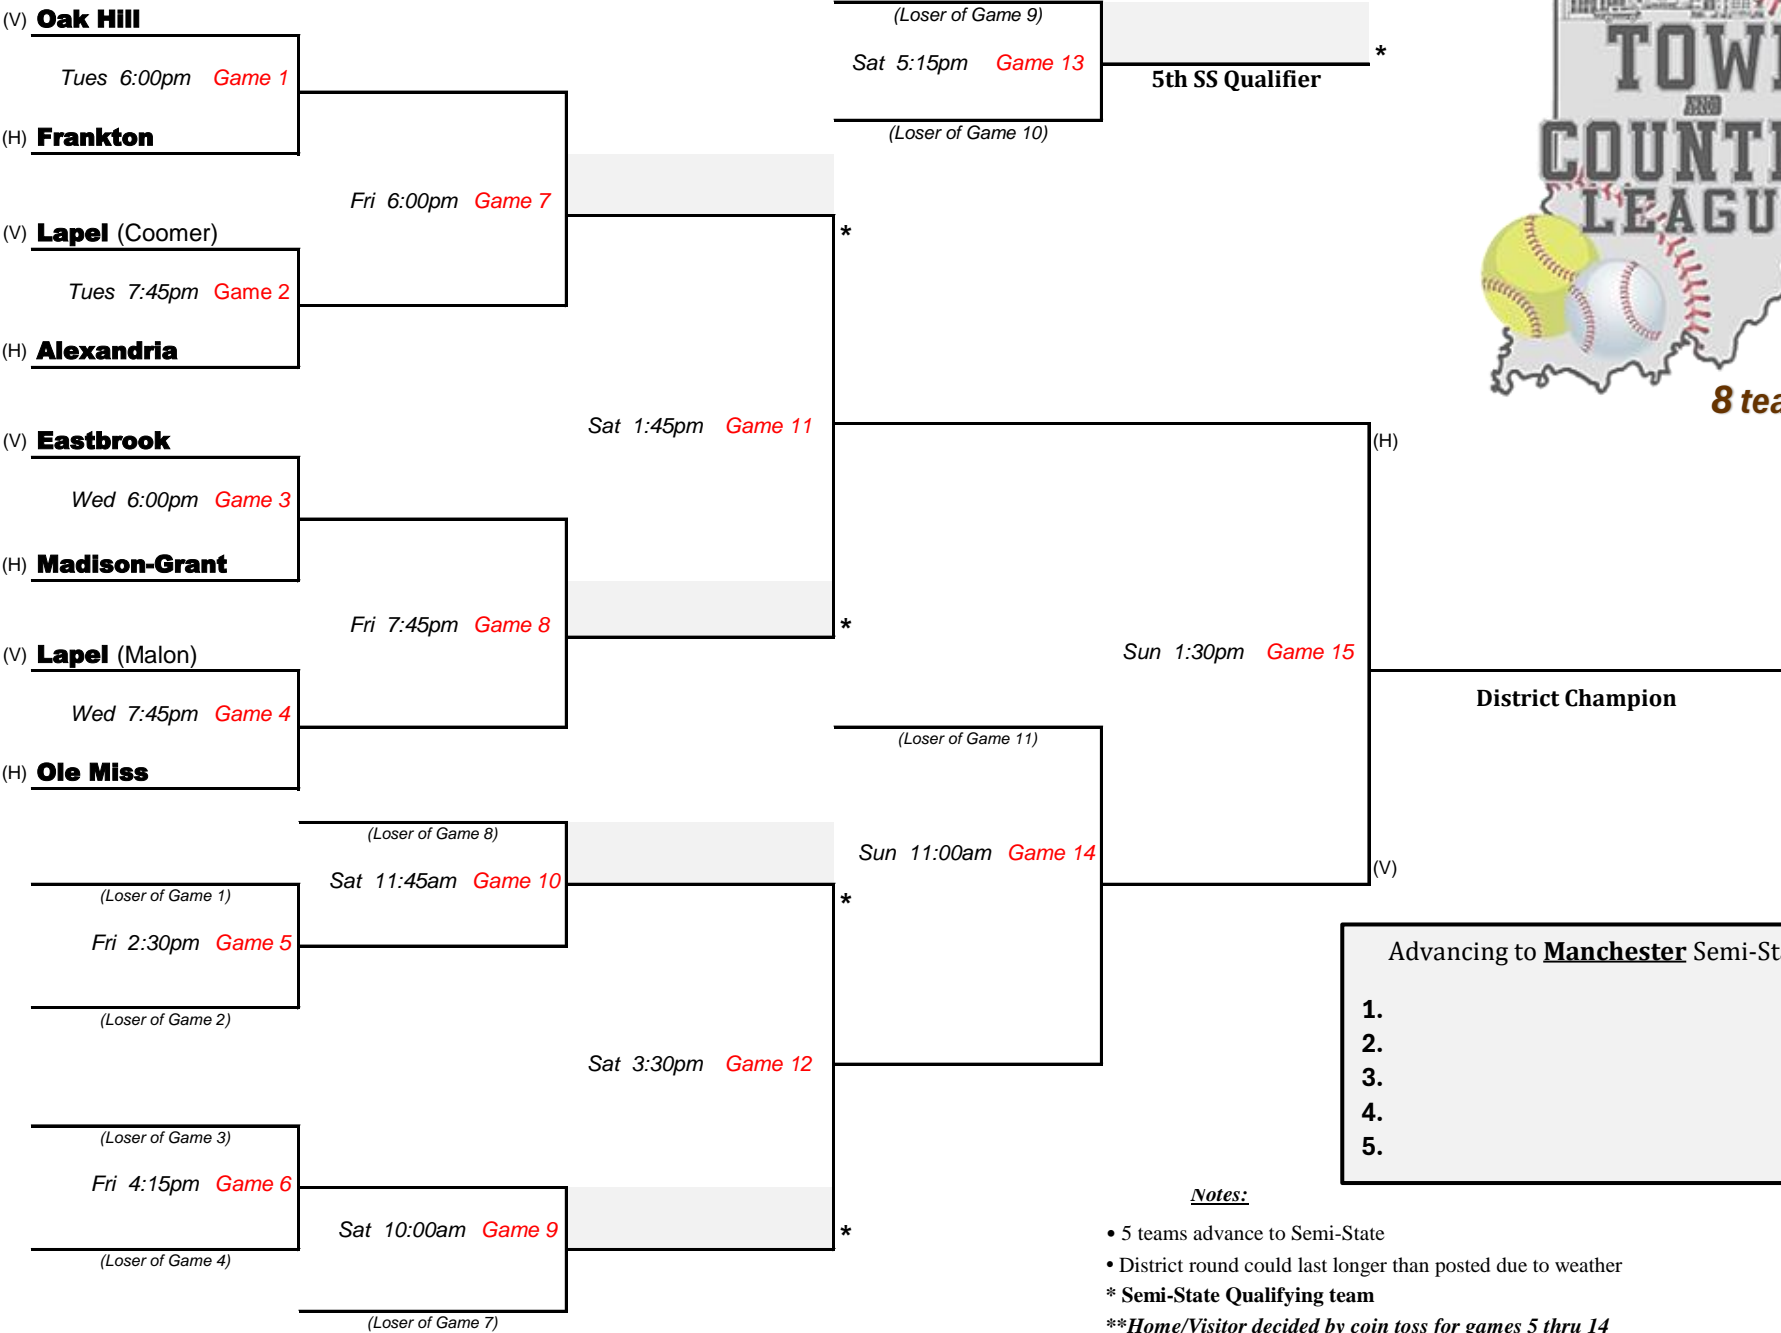 (V) Oak Hill
Tues 6:00pm Game 1
(H) Frankton
(V) Lapel (Coomer)
Tues 7:45pm Game 2
(H) Alexandria
(V) Eastbrook
Wed 6:00pm Game 3
(H) Madison-Grant
(V) Lapel (Malon)
Wed 7:45pm Game 4
(H) Ole Miss
(Loser of Game 1)
Fri 2:30pm Game 5
(Loser of Game 2)
(Loser of Game 3)
Fri 4:15pm Game 6
(Loser of Game 4)
Fri 6:00pm Game 7
Fri 7:45pm Game 8
(Loser of Game 8)
Sat 11:45am Game 10
Sat 10:00am Game 9
(Loser of Game 7)
*
Sat 1:45pm Game 11
*
*
Sat 3:30pm Game 12
*
(Loser of Game 9)
Sat 5:15pm Game 13
(Loser of Game 10)
*
5th SS Qualifier
(Loser of Game 11)
Sun 11:00am Game 14
(H)
Sun 1:30pm Game 15
(V)
District Champion
TOW
AND
COUNT
LEAGU
8 tea
Advancing to Manchester Semi-Sta
1.
2.
3.
4.
5.
Notes:
• 5 teams advance to Semi-State
• District round could last longer than posted due to weather
* Semi-State Qualifying team
**Home/Visitor decided by coin toss for games 5 thru 14